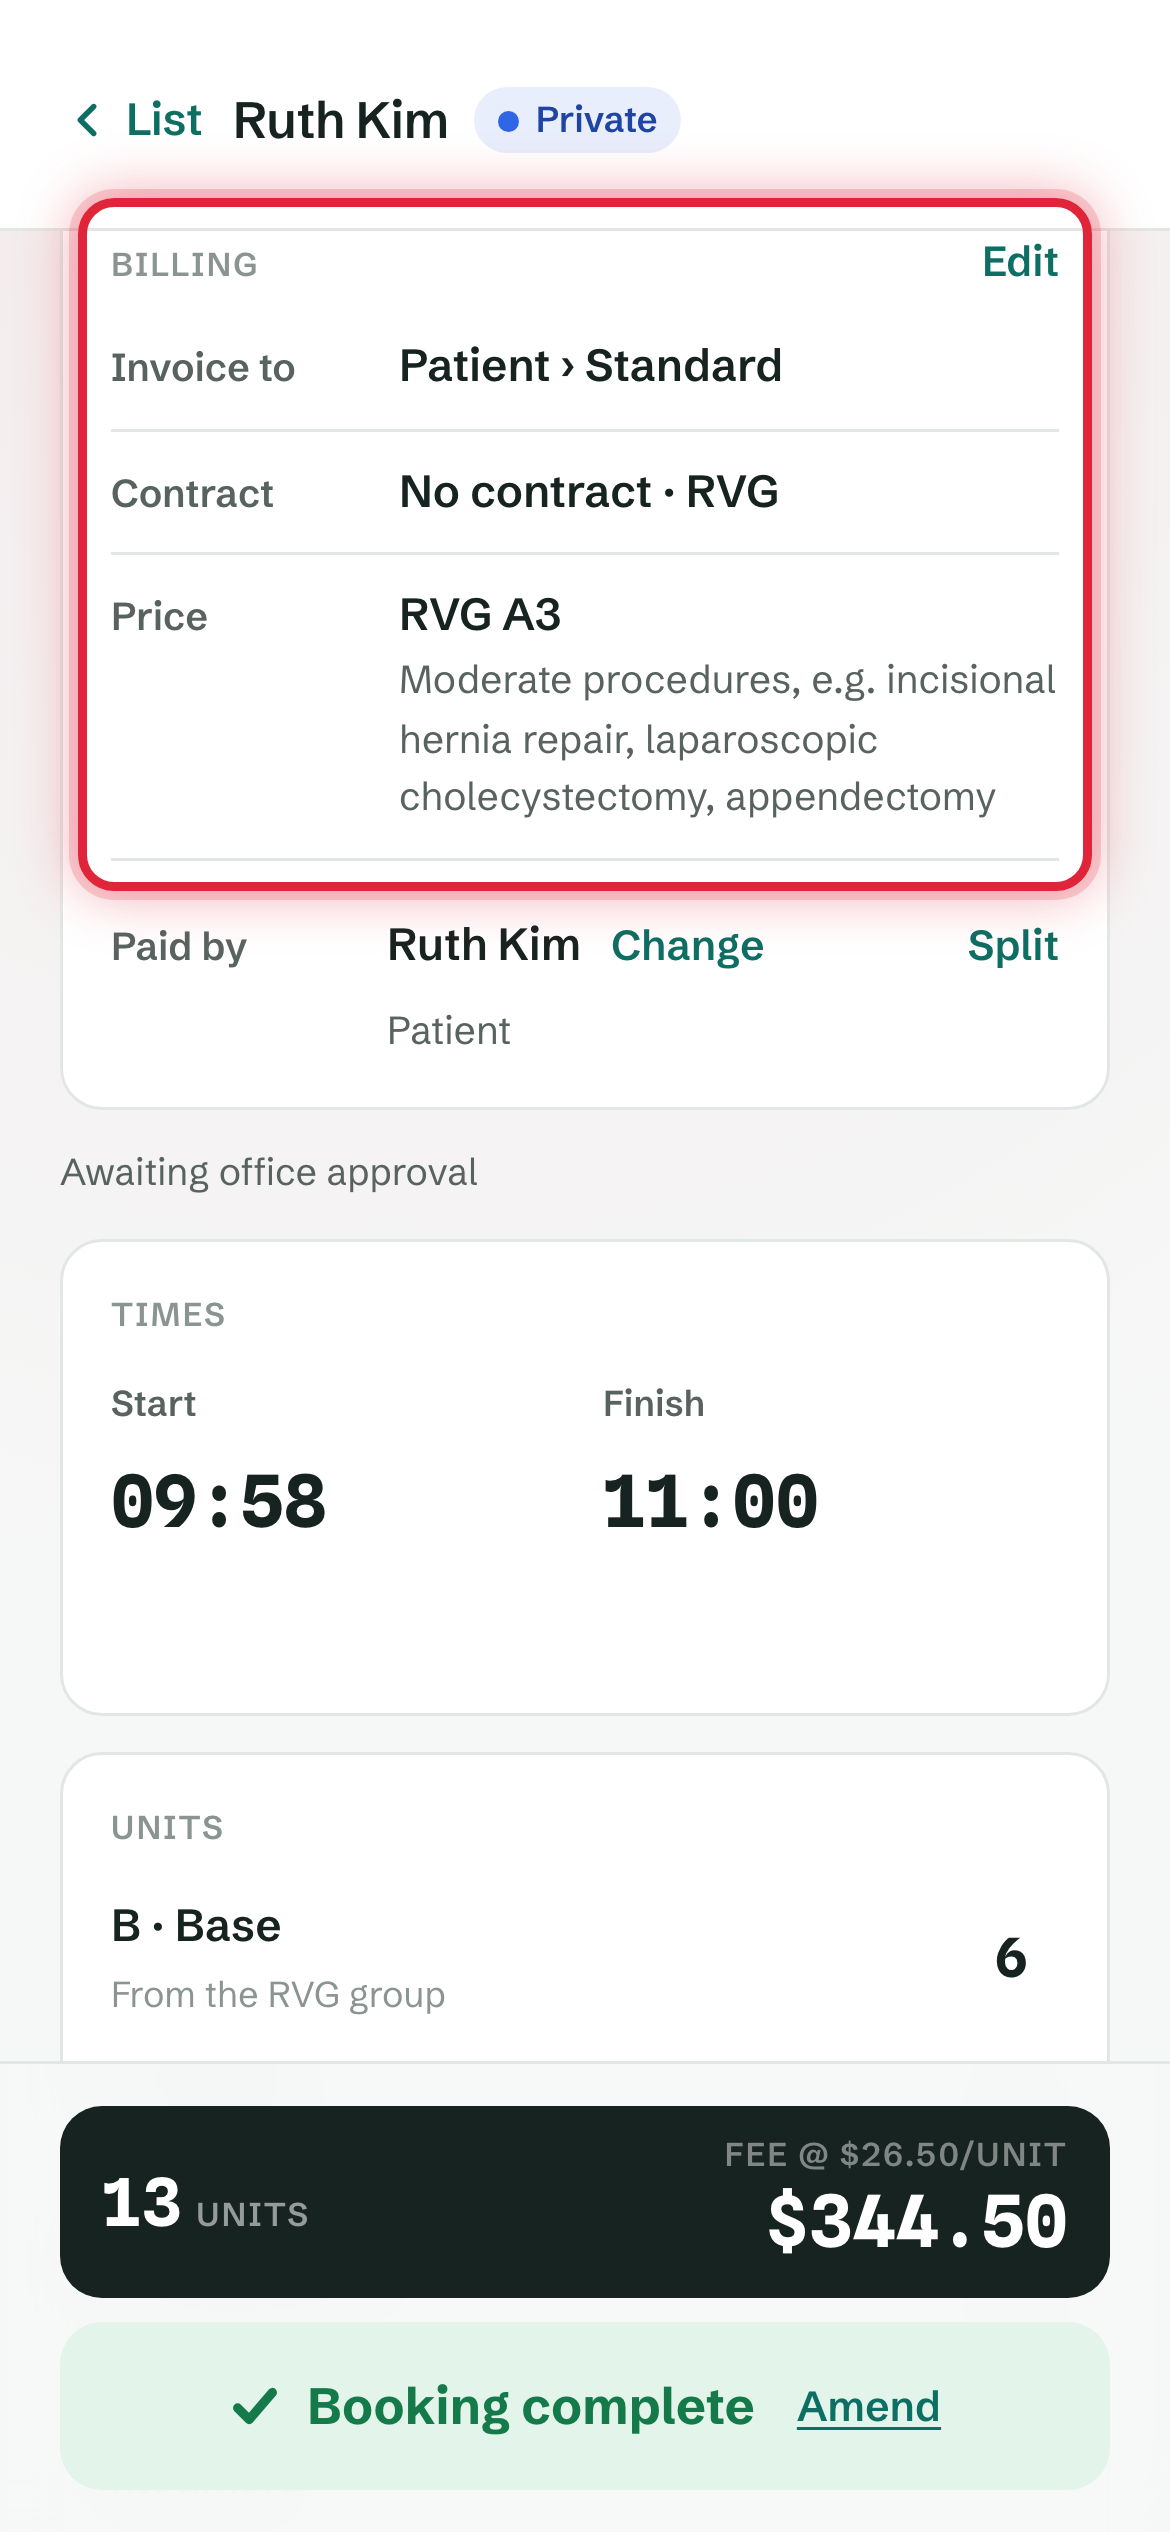 List Ruth Kim Private
BILLING Edit
Invoice to Patient › Standard
Contract No contract · RVG
Price RVG A3
Moderate procedures, e.g. incisional
hernia repair, laparoscopic
cholecystectomy, appendectomy
Paid by Ruth Kim Change Split
Patient
Awaiting office approval
TIMES
Start Finish
09:58 11:00
UNITS
B · Base
6
From the RVG group
FEE @ $26.50/UNIT
13 UNITS $344.50
Booking complete Amend